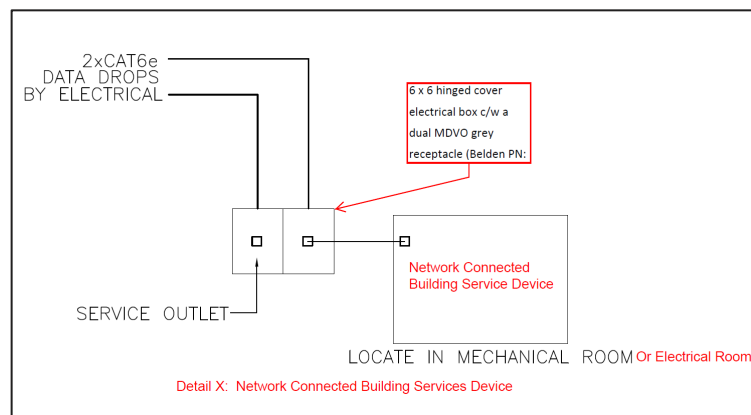 2xCAT6e
DATA DROPS
BY ELECTRICAL
6 x 6 hinged cover
electrical box c/w a
dual MDVO grey
receptacle (Belden PN:
Network Connected
Building Service Device
SERVICE OUTLET
LOCATE IN MECHANICAL ROOM Or Electrical Room
Detail X: Network Connected Building Services Device